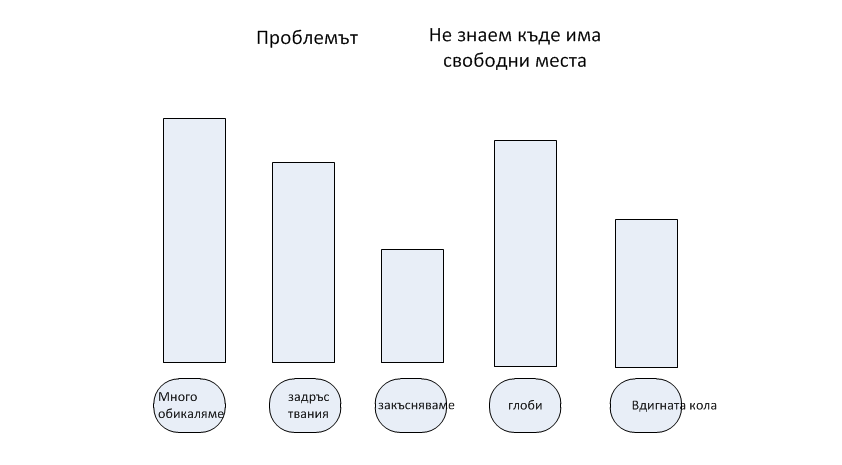 Проблемът
Не знаем къде има
свободни места
Много
обикаляме
задръс
твания
закъсняваме
глоби
Вдигната кола